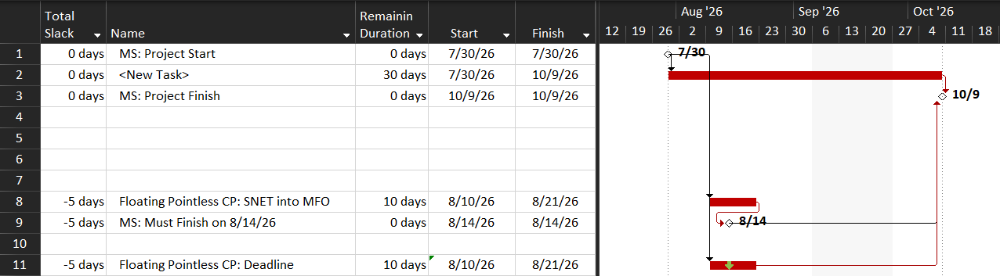 Total Slack Name Remainin Duration Start Finish
Aug '26 Sep '26 Oct '26
12 19 26 2 9 16 23 30 6 13 20 27 4 11 18
1 0 days MS: Project Start 0 days 7/30/26 7/30/26 7/30
2 0 days <New Task> 30 days 7/30/26 10/9/26
3 0 days MS: Project Finish 0 days 10/9/26 10/9/26 10/9
4
5
6
7
8 -5 days Floating Pointless CP: SNET into MFO 10 days 8/10/26 8/21/26
9 -5 days MS: Must Finish on 8/14/26 0 days 8/14/26 8/14/26 8/14
10
11 -5 days Floating Pointless CP: Deadline 10 days 8/10/26 8/21/26